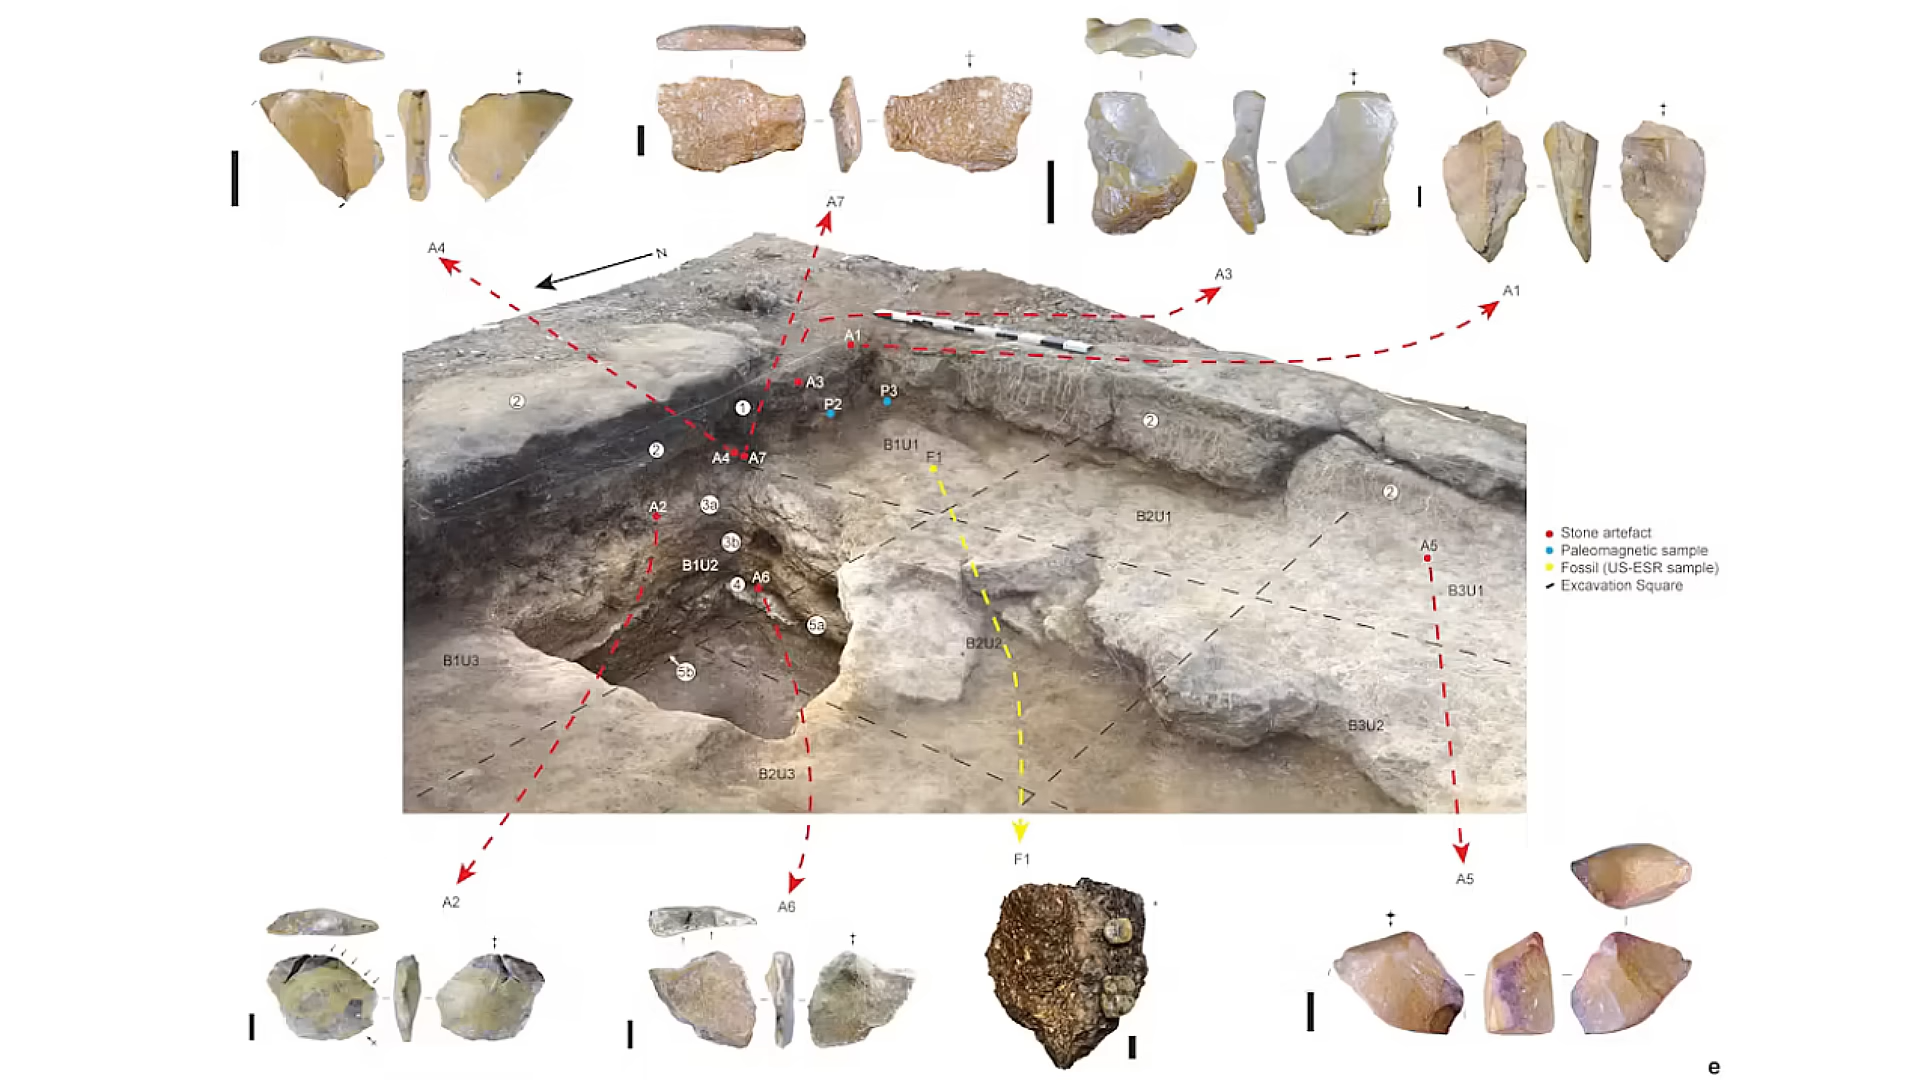 A7
A4
N
A3
A1
A1
A3
P3
P2
2
1
2
B1U1
2
A4 A7
F1
2
3a
A2
B2U1
3b
Stone artefact
A5
Paleomagnetic sample
B1U2
Fossil (US-ESR sample)
4
A6
Excavation Square
B3U1
5a
B2U2
B1U3
5b
B3U2
B2U3
F1
A5
A2
A6
e